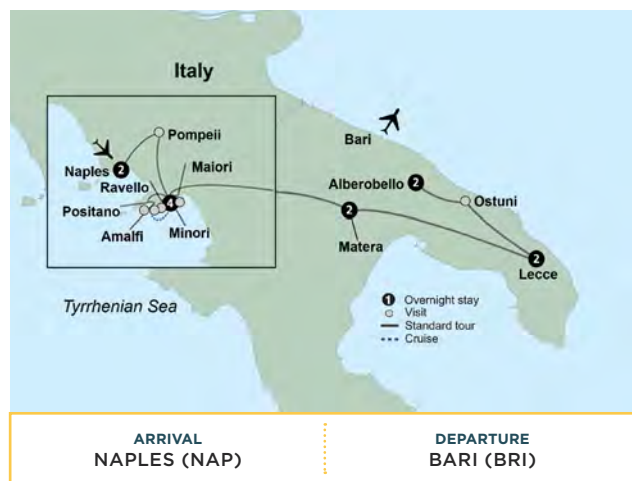 Italy
Pompeii
Bari
Naples 2
Maiori
Ravello
Alberobello 2
Ostuni
Positano
4
2
Amalfi
Minori
Matera
2
Lecce
Tyrrhenian Sea
1 Overnight stay
Visit
Standard tour
Cruise
ARRIVAL
NAPLES (NAP)
DEPARTURE
BARI (BRI)